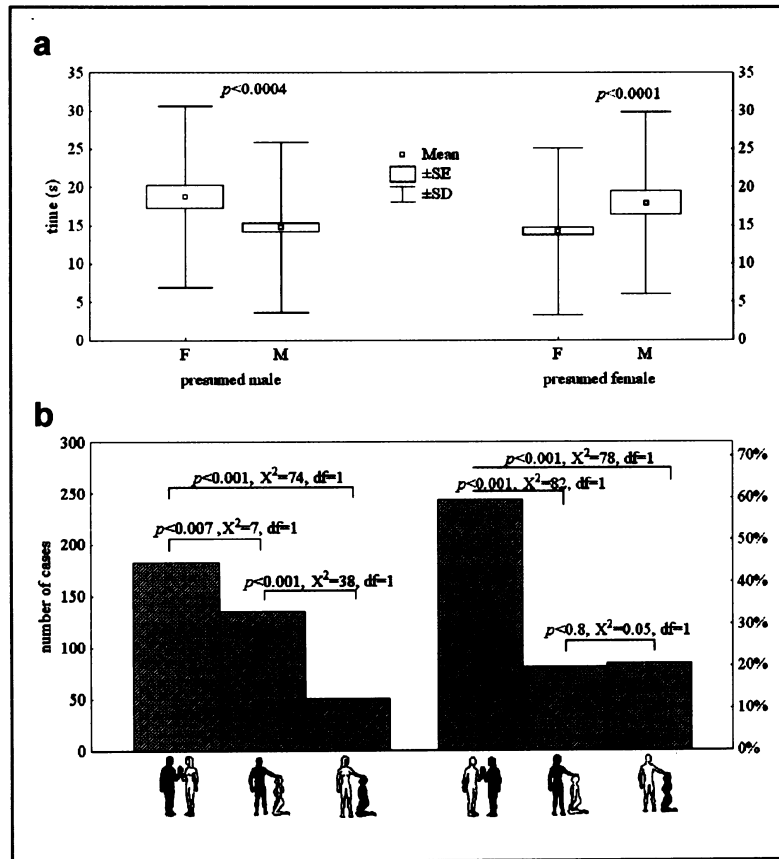 a
35
30
25
20
15
10
5
0
time (s)
p<0.0004
p<0.0001
Mean
±SE
±SD
35
30
25
20
15
10
5
0
F M F M
presumed male presumed female
b
300
250
200
150
100
50
0
number of cases
p<0.001, X²=74, df=1
p<0.007 ,X²=7, df=1
p<0.001, X²=38, df=1
p<0.001, X²=78, df=1
p<0.001, X²=82, df=1
p<0.8, X²=0.05, df=1
70%
60%
50%
40%
30%
20%
10%
0%